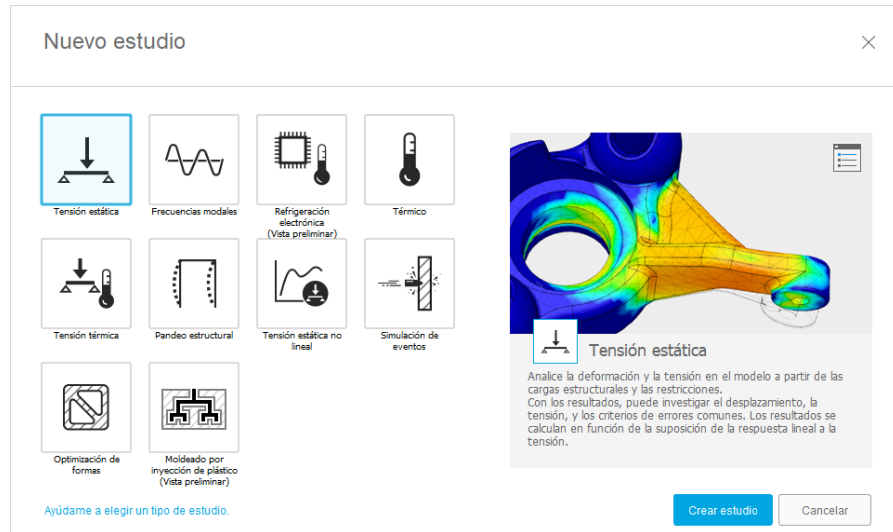 Nuevo estudio
Tensión estática
Frecuencias modales
Refrigeración
electrónica
(Vista preliminar)
Térmico
Tensión térmica
Pandeo estructural
Tensión estática no
lineal
Simulación de
eventos
Optimización de
formas
Moldeado por
inyección de plástico
(Vista preliminar)
Tensión estática
Analice la deformación y la tensión en el modelo a partir de las
cargas estructurales y las restricciones.
Con los resultados, puede investigar el desplazamiento, la
tensión, y los criterios de errores comunes. Los resultados se
calculan en función de la suposición de la respuesta lineal a la
tensión.
Ayúdame a elegir un tipo de estudio.
Crear estudio
Cancelar